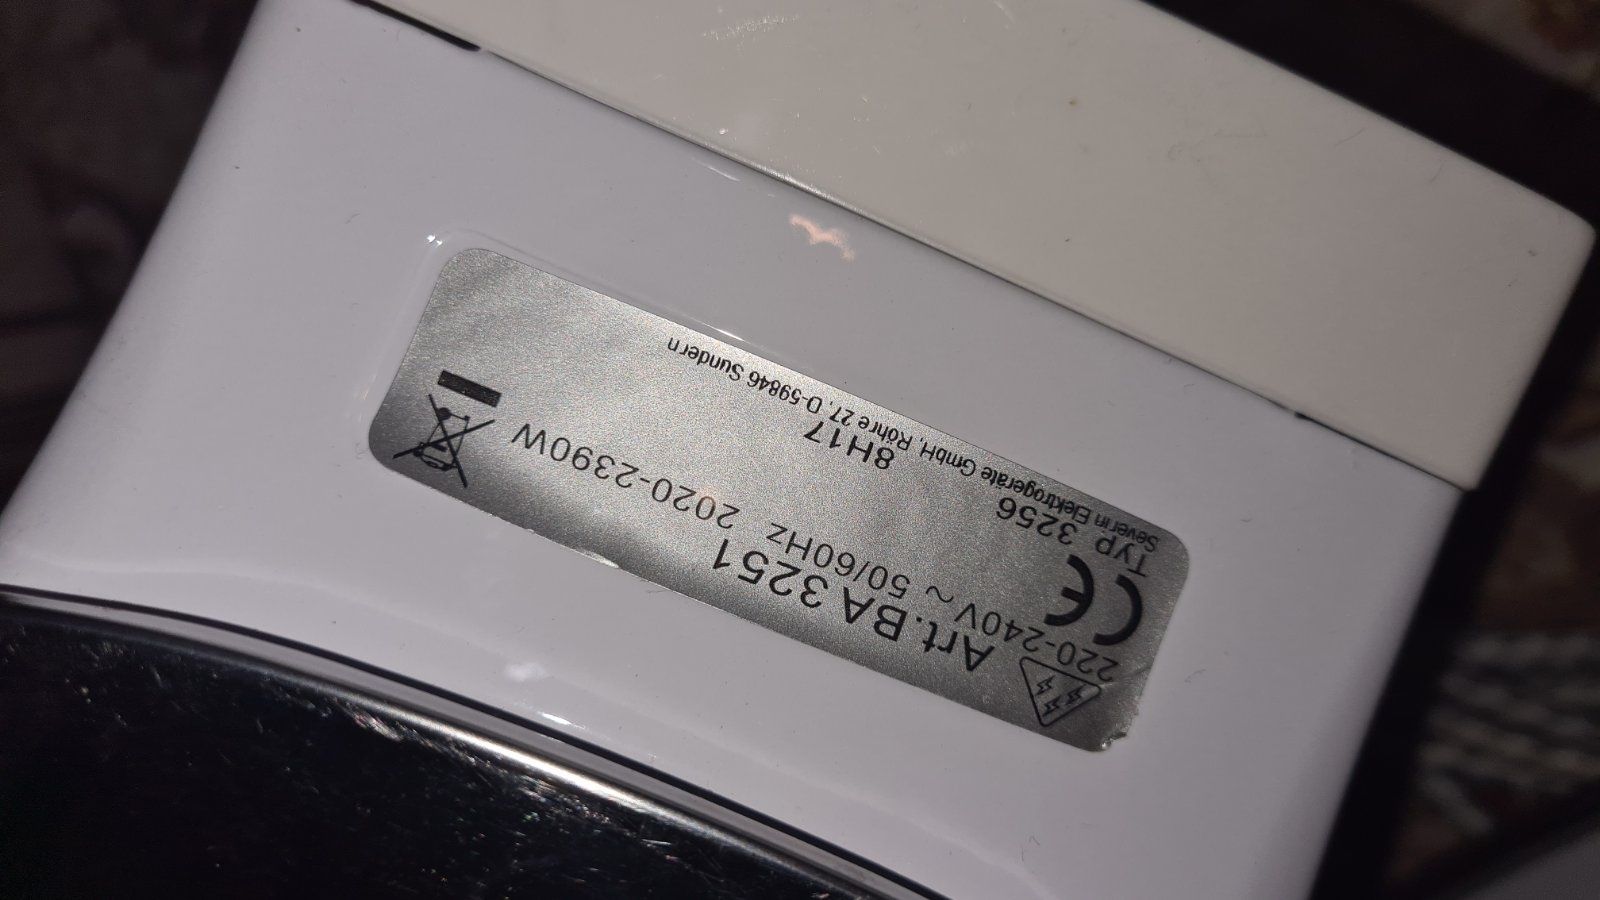 Art. BA 3251
220-240V ~ 50/60Hz 2020-2390W
CE
Typ 3256
8H17
Severin Elektrogeräte GmbH, Röhre 27, D-59846 Sundern